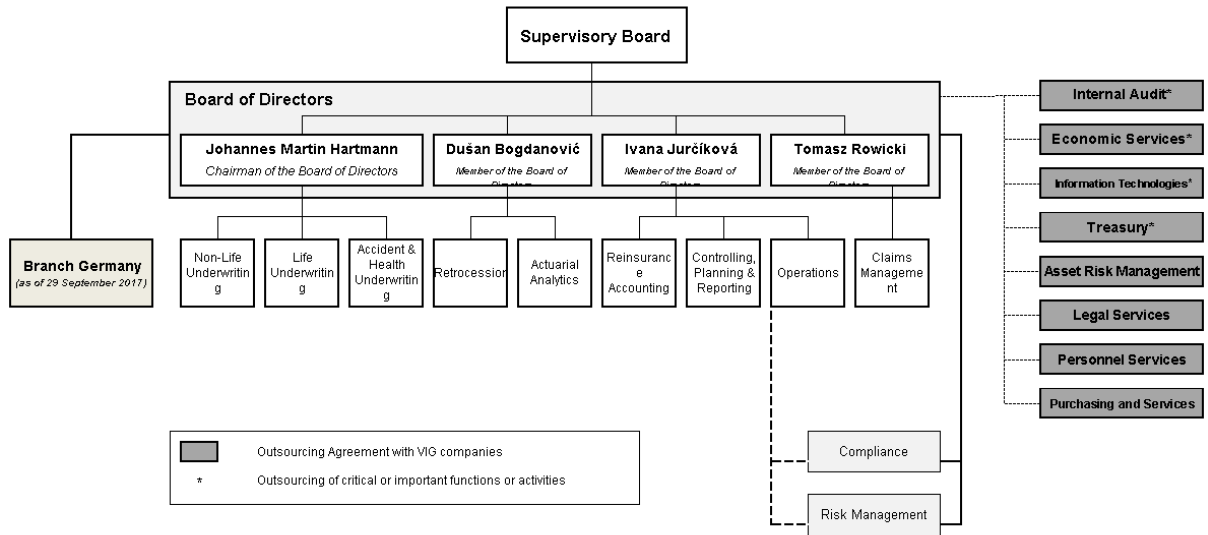 Supervisory Board
Board of Directors
Johannes Martin Hartmann
Chairman of the Board of Directors
Dušan Bogdanović
Member of the Board of
Directors
Ivana Jurčíková
Member of the Board of
Directors
Tomasz Rowicki
Member of the Board of
Directors
Branch Germany
(as of 29 September 2017)
Non-Life
Underwritin
g
Life
Underwritin
g
Accident &
Health
Underwritin
g
Retrocession
Actuarial
Analytics
Reinsuranc
e
Accounting
Controlling,
Planning &
Reporting
Operations
Claims
Manageme
nt
Internal Audit*
Economic Services*
Information Technologies*
Treasury*
Asset Risk Management
Legal Services
Personnel Services
Purchasing and Services
Compliance
Risk Management
Outsourcing Agreement with VIG companies
* Outsourcing of critical or important functions or activities